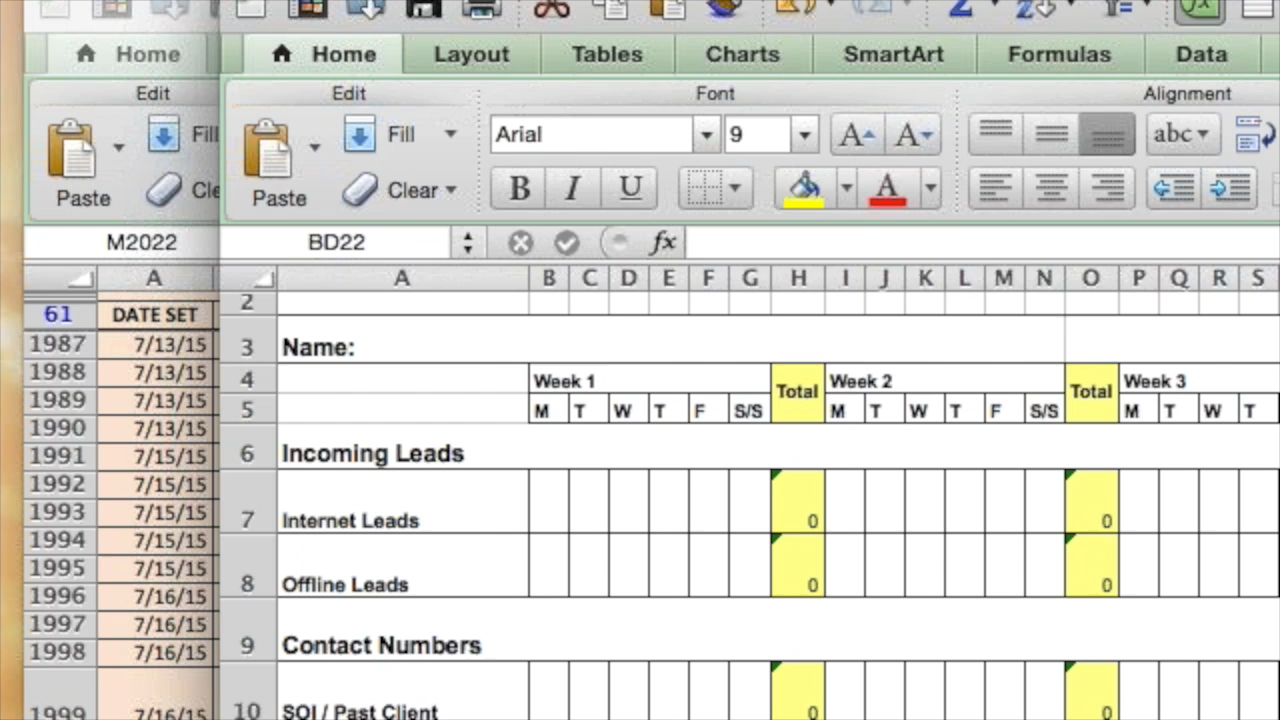 Home Home Layout Tables Charts SmartArt Formulas Data
Edit Edit Font Alignment
Fill Fill Arial 9 A A abc
Paste Cle Paste Clear B I U A
M2022 BD22 fx
A A B C D E F G H I J K L M N O P Q R S
61 DATE SET 2
1987 7/13/15 3 Name:
1988 7/13/15 4 Week 1 Total Week 2 Total Week 3
1989 7/13/15 5 M T W T F S/S M T W T F S/S M T W T
1990 7/13/15
1991 7/15/15 6 Incoming Leads
1992 7/15/15
1993 7/15/15 7 Internet Leads 0 0
1994 7/15/15
1995 7/15/15 8 Offline Leads 0 0
1996 7/16/15
1997 7/16/15 9 Contact Numbers
1998 7/16/15
1999 7/16/15 10 SOI / Past Client 0 0